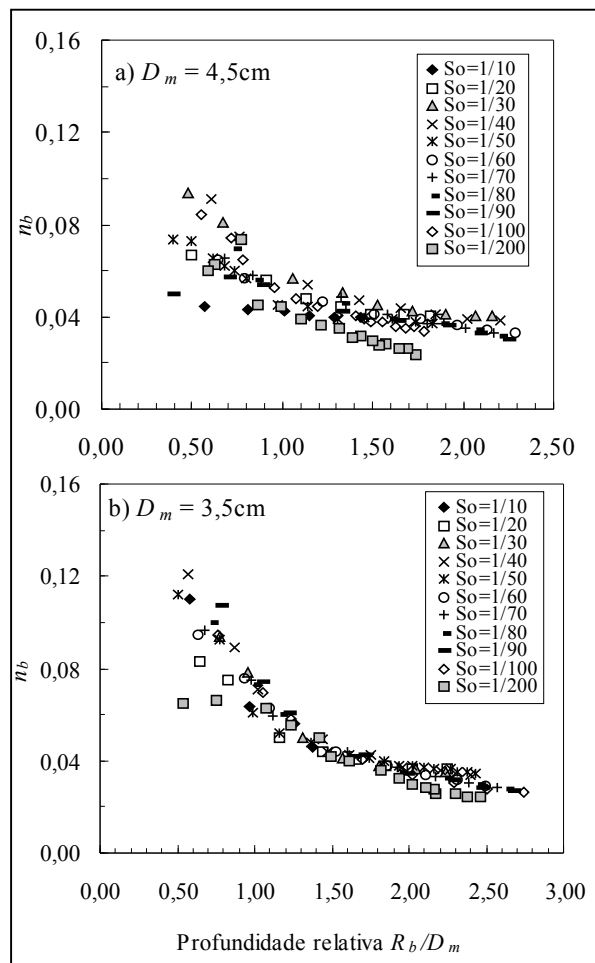 0,16
a) D_m = 4,5cm
So=1/10
So=1/20
So=1/30
So=1/40
So=1/50
So=1/60
So=1/70
So=1/80
So=1/90
So=1/100
So=1/200
0,12
n_b
0,08
0,04
0,00
0,00 0,50 1,00 1,50 2,00 2,50
0,16
b) D_m = 3,5cm
So=1/10
So=1/20
So=1/30
So=1/40
So=1/50
So=1/60
So=1/70
So=1/80
So=1/90
So=1/100
So=1/200
0,12
n_b
0,08
0,04
0,00
0,00 0,50 1,00 1,50 2,00 2,50 3,00
Profundidade relativa R_b/D_m